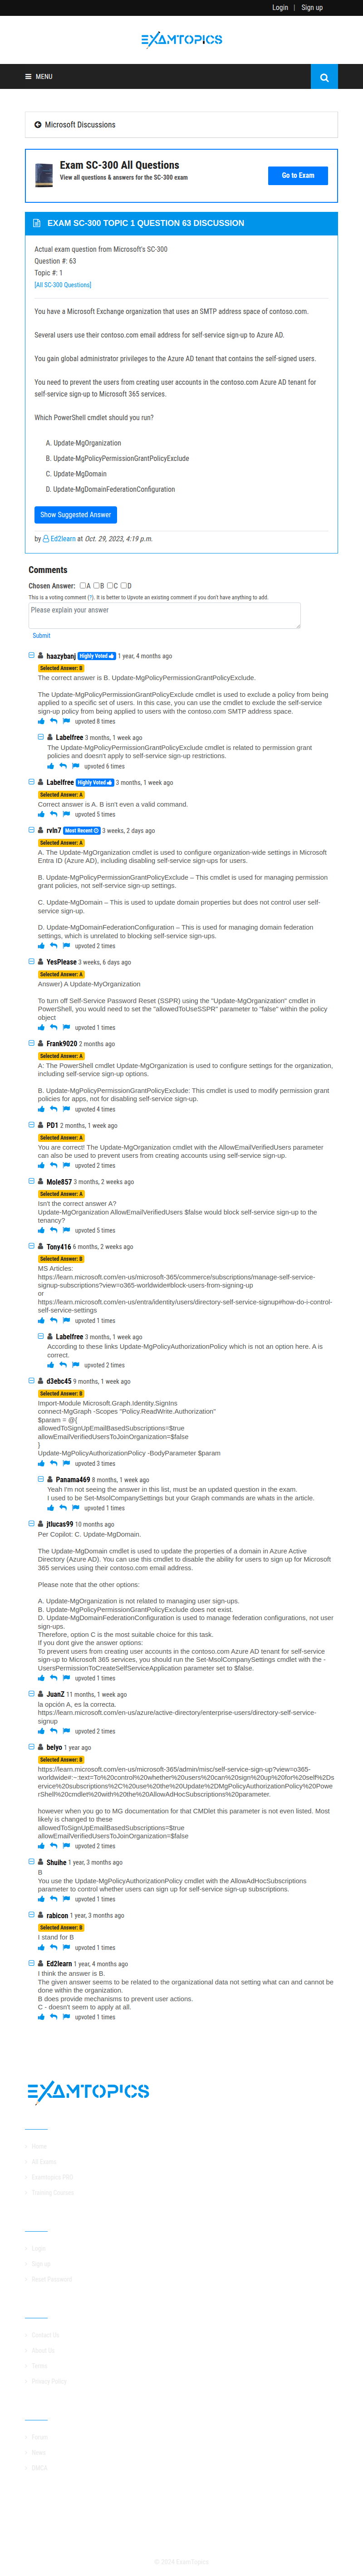 Login | Sign up
EXAMTOPICS
MENU
Microsoft Discussions
Exam SC-300 All Questions
View all questions & answers for the SC-300 exam
Go to Exam
EXAM SC-300 TOPIC 1 QUESTION 63 DISCUSSION
Actual exam question from Microsoft's SC-300
Question #: 63
Topic #: 1
[All SC-300 Questions]
You have a Microsoft Exchange organization that uses an SMTP address space of contoso.com.
Several users use their contoso.com email address for self-service sign-up to Azure AD.
You gain global administrator privileges to the Azure AD tenant that contains the self-signed users.
You need to prevent the users from creating user accounts in the contoso.com Azure AD tenant for
self-service sign-up to Microsoft 365 services.
Which PowerShell cmdlet should you run?
A. Update-MgOrganization
B. Update-MgPolicyPermissionGrantPolicyExclude
C. Update-MgDomain
D. Update-MgDomainFederationConfiguration
Show Suggested Answer
by Ed2learn at Oct. 29, 2023, 4:19 p.m.
Comments
Chosen Answer: A B C D
This is a voting comment (?). It is better to Upvote an existing comment if you don't have anything to add.
Please explain your answer
Submit
haazybanj Highly Voted 1 year, 4 months ago
Selected Answer: B
The correct answer is B. Update-MgPolicyPermissionGrantPolicyExclude.
The Update-MgPolicyPermissionGrantPolicyExclude cmdlet is used to exclude a policy from being
applied to a specific set of users. In this case, you can use the cmdlet to exclude the self-service
sign-up policy from being applied to users with the contoso.com SMTP address space.
upvoted 8 times
Labelfree 3 months, 1 week ago
The Update-MgPolicyPermissionGrantPolicyExclude cmdlet is related to permission grant
policies and doesn't apply to self-service sign-up restrictions.
upvoted 6 times
Labelfree Highly Voted 3 months, 1 week ago
Selected Answer: A
Correct answer is A. B isn't even a valid command.
upvoted 5 times
rvln7 Most Recent 3 weeks, 2 days ago
Selected Answer: A
A. The Update-MgOrganization cmdlet is used to configure organization-wide settings in Microsoft
Entra ID (Azure AD), including disabling self-service sign-ups for users.
B. Update-MgPolicyPermissionGrantPolicyExclude – This cmdlet is used for managing permission
grant policies, not self-service sign-up settings.
C. Update-MgDomain – This is used to update domain properties but does not control user self-
service sign-up.
D. Update-MgDomainFederationConfiguration – This is used for managing domain federation
settings, which is unrelated to blocking self-service sign-ups.
upvoted 2 times
YesPlease 3 weeks, 6 days ago
Selected Answer: A
Answer) A Update-MyOrganization
To turn off Self-Service Password Reset (SSPR) using the "Update-MgOrganization" cmdlet in
PowerShell, you would need to set the "allowedToUseSSPR" parameter to "false" within the policy
object
upvoted 1 times
Frank9020 2 months ago
Selected Answer: A
A: The PowerShell cmdlet Update-MgOrganization is used to configure settings for the organization,
including self-service sign-up options.
B. Update-MgPolicyPermissionGrantPolicyExclude: This cmdlet is used to modify permission grant
policies for apps, not for disabling self-service sign-up.
upvoted 4 times
PD1 2 months, 1 week ago
Selected Answer: A
You are correct! The Update-MgOrganization cmdlet with the AllowEmailVerifiedUsers parameter
can also be used to prevent users from creating accounts using self-service sign-up.
upvoted 2 times
Mole857 3 months, 2 weeks ago
Selected Answer: A
Isn't the correct answer A?
Update-MgOrganization AllowEmailVerifiedUsers $false would block self-service sign-up to the
tenancy?
upvoted 5 times
Tony416 6 months, 2 weeks ago
Selected Answer: B
MS Articles:
https://learn.microsoft.com/en-us/microsoft-365/commerce/subscriptions/manage-self-service-
signup-subscriptions?view=o365-worldwide#block-users-from-signing-up
or
https://learn.microsoft.com/en-us/entra/identity/users/directory-self-service-signup#how-do-i-control-
self-service-settings
upvoted 1 times
Labelfree 3 months, 1 week ago
According to these links Update-MgPolicyAuthorizationPolicy which is not an option here. A is
correct.
upvoted 2 times
d3ebc45 9 months, 1 week ago
Selected Answer: B
Import-Module Microsoft.Graph.Identity.SignIns
connect-MgGraph -Scopes "Policy.ReadWrite.Authorization"
$param = @{
allowedToSignUpEmailBasedSubscriptions=$true
allowEmailVerifiedUsersToJoinOrganization=$false
}
Update-MgPolicyAuthorizationPolicy -BodyParameter $param
upvoted 3 times
Panama469 8 months, 1 week ago
Yeah I'm not seeing the answer in this list, must be an updated question in the exam.
I used to be Set-MsolCompanySettings but your Graph commands are whats in the article.
upvoted 1 times
jtlucas99 10 months ago
Per Copilot: C. Update-MgDomain.
The Update-MgDomain cmdlet is used to update the properties of a domain in Azure Active
Directory (Azure AD). You can use this cmdlet to disable the ability for users to sign up for Microsoft
365 services using their contoso.com email address.
Please note that the other options:
A. Update-MgOrganization is not related to managing user sign-ups.
B. Update-MgPolicyPermissionGrantPolicyExclude does not exist.
D. Update-MgDomainFederationConfiguration is used to manage federation configurations, not user
sign-ups.
Therefore, option C is the most suitable choice for this task.
If you dont give the answer options:
To prevent users from creating user accounts in the contoso.com Azure AD tenant for self-service
sign-up to Microsoft 365 services, you should run the Set-MsolCompanySettings cmdlet with the -
UsersPermissionToCreateSelfServiceApplication parameter set to $false.
upvoted 1 times
JuanZ 11 months, 1 week ago
la opción A, es la correcta.
https://learn.microsoft.com/en-us/azure/active-directory/enterprise-users/directory-self-service-
signup
upvoted 2 times
belyo 1 year ago
Selected Answer: B
https://learn.microsoft.com/en-us/microsoft-365/admin/misc/self-service-sign-up?view=o365-
worldwide#:~:text=To%20control%20whether%20users%20can%20sign%20up%20for%20self%2Ds
ervice%20subscriptions%2C%20use%20the%20Update%2DMgPolicyAuthorizationPolicy%20Powe
rShell%20cmdlet%20with%20the%20AllowAdHocSubscriptions%20parameter.
however when you go to MG documentation for that CMDlet this parameter is not even listed. Most
likely is changed to these
allowedToSignUpEmailBasedSubscriptions=$true
allowEmailVerifiedUsersToJoinOrganization=$false
upvoted 2 times
Shuihe 1 year, 3 months ago
B
You use the Update-MgPolicyAuthorizationPolicy cmdlet with the AllowAdHocSubscriptions
parameter to control whether users can sign up for self-service sign-up subscriptions.
upvoted 1 times
rabicon 1 year, 3 months ago
Selected Answer: B
I stand for B
upvoted 1 times
Ed2learn 1 year, 4 months ago
I think the answer is B.
The given answer seems to be related to the organizational data not setting what can and cannot be
done within the organization.
B does provide mechanisms to prevent user actions.
C - doesn't seem to apply at all.
upvoted 1 times
EXAMTOPICS
Home
All Exams
Login
Sign up
Reset Password
Contact Us
About Us
Terms
Privacy Policy
Forum
News
DMCA
© 2024 ExamTopics